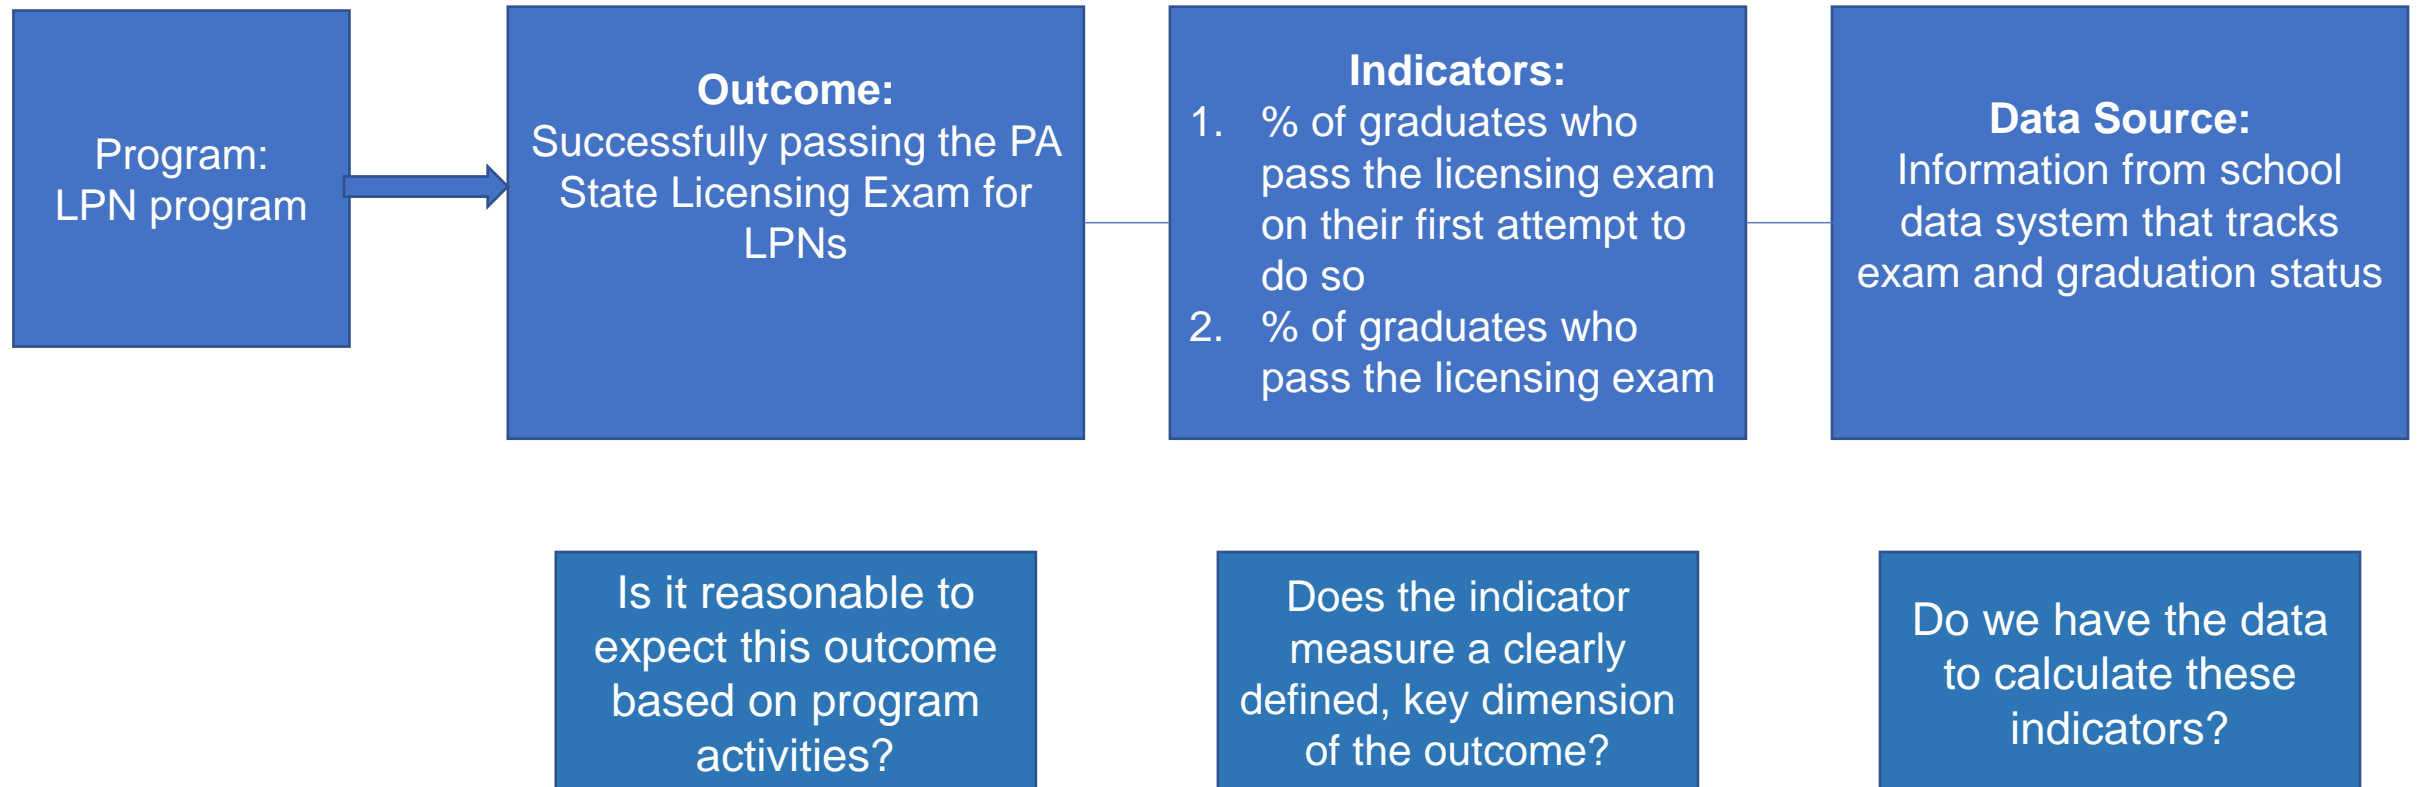 Program:
LPN program
Outcome:
Successfully passing the PA
State Licensing Exam for
LPNs
Indicators:
1. % of graduates who
pass the licensing exam
on their first attempt to
do so
2. % of graduates who
pass the licensing exam
Data Source:
Information from school
data system that tracks
exam and graduation status
Is it reasonable to
expect this outcome
based on program
activities?
Does the indicator
measure a clearly
defined, key dimension
of the outcome?
Do we have the data
to calculate these
indicators?